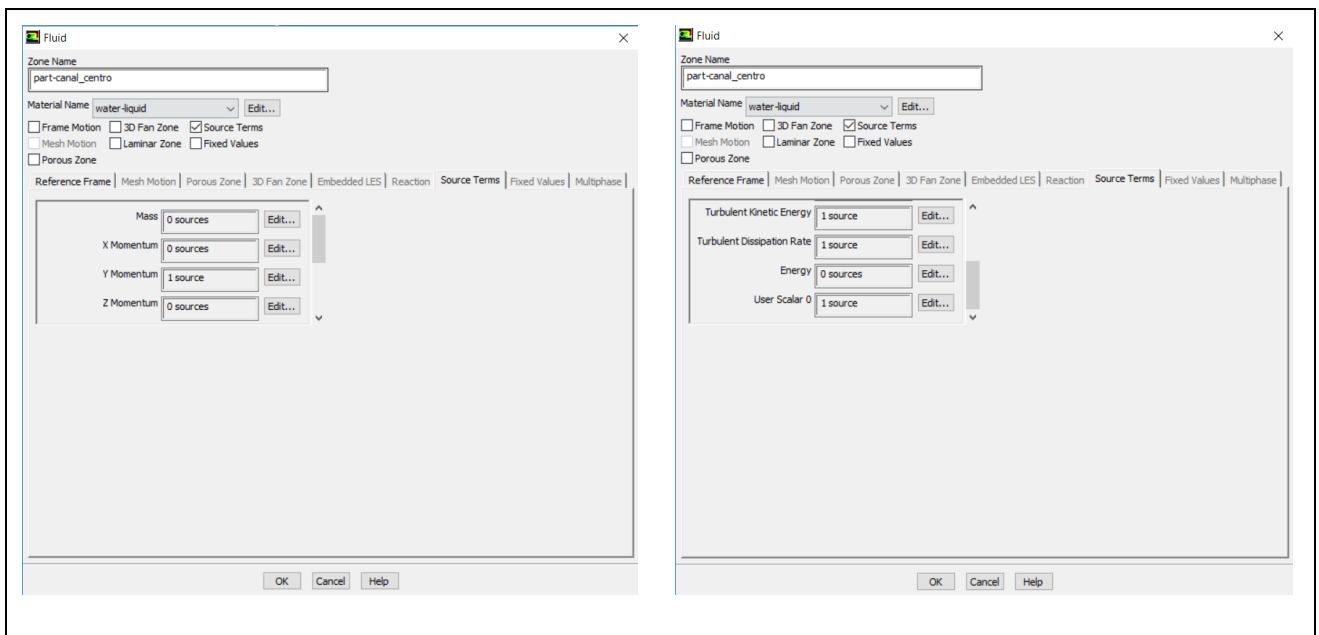 Fluid
Zone Name
part-canal_centro
Material Name water-liquid Edit...
Frame Motion 3D Fan Zone Source Terms
Mesh Motion Laminar Zone Fixed Values
Porous Zone
Reference Frame Mesh Motion Porous Zone 3D Fan Zone Embedded LES Reaction Source Terms Fixed Values Multiphase
Mass 0 sources Edit...
X Momentum 0 sources Edit...
Y Momentum 1 source Edit...
Z Momentum 0 sources Edit...
OK Cancel Help
Fluid
Zone Name
part-canal_centro
Material Name water-liquid Edit...
Frame Motion 3D Fan Zone Source Terms
Mesh Motion Laminar Zone Fixed Values
Porous Zone
Reference Frame Mesh Motion Porous Zone 3D Fan Zone Embedded LES Reaction Source Terms Fixed Values Multiphase
Turbulent Kinetic Energy 1 source Edit...
Turbulent Dissipation Rate 1 source Edit...
Energy 0 sources Edit...
User Scalar 0 1 source Edit...
OK Cancel Help